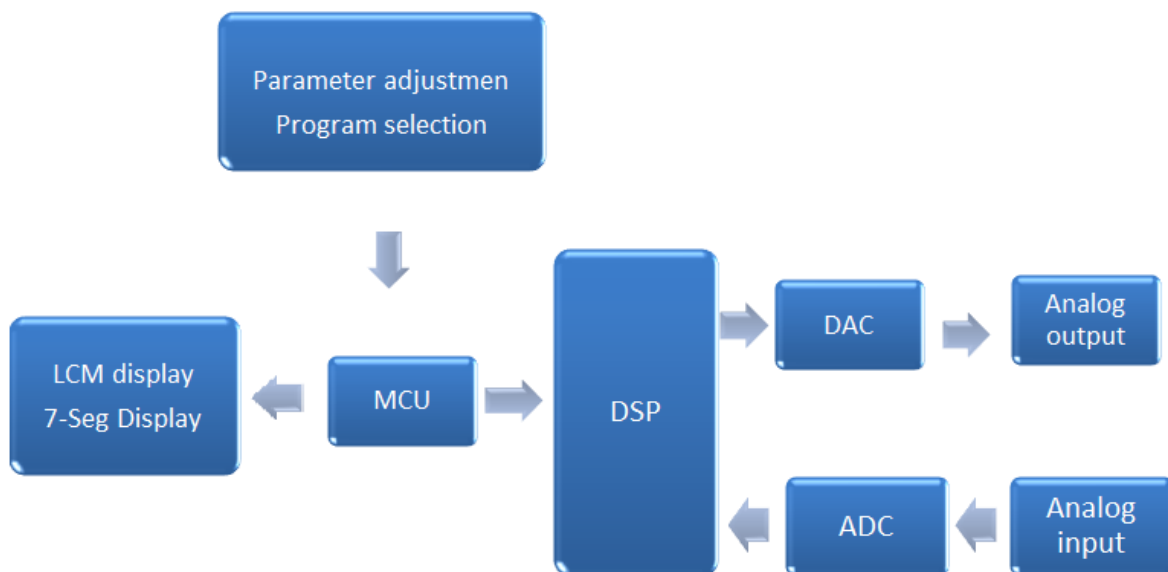 Parameter adjustmen
Program selection
LCM display
7-Seg Display
MCU
DSP
DAC
Analog
output
ADC
Analog
input